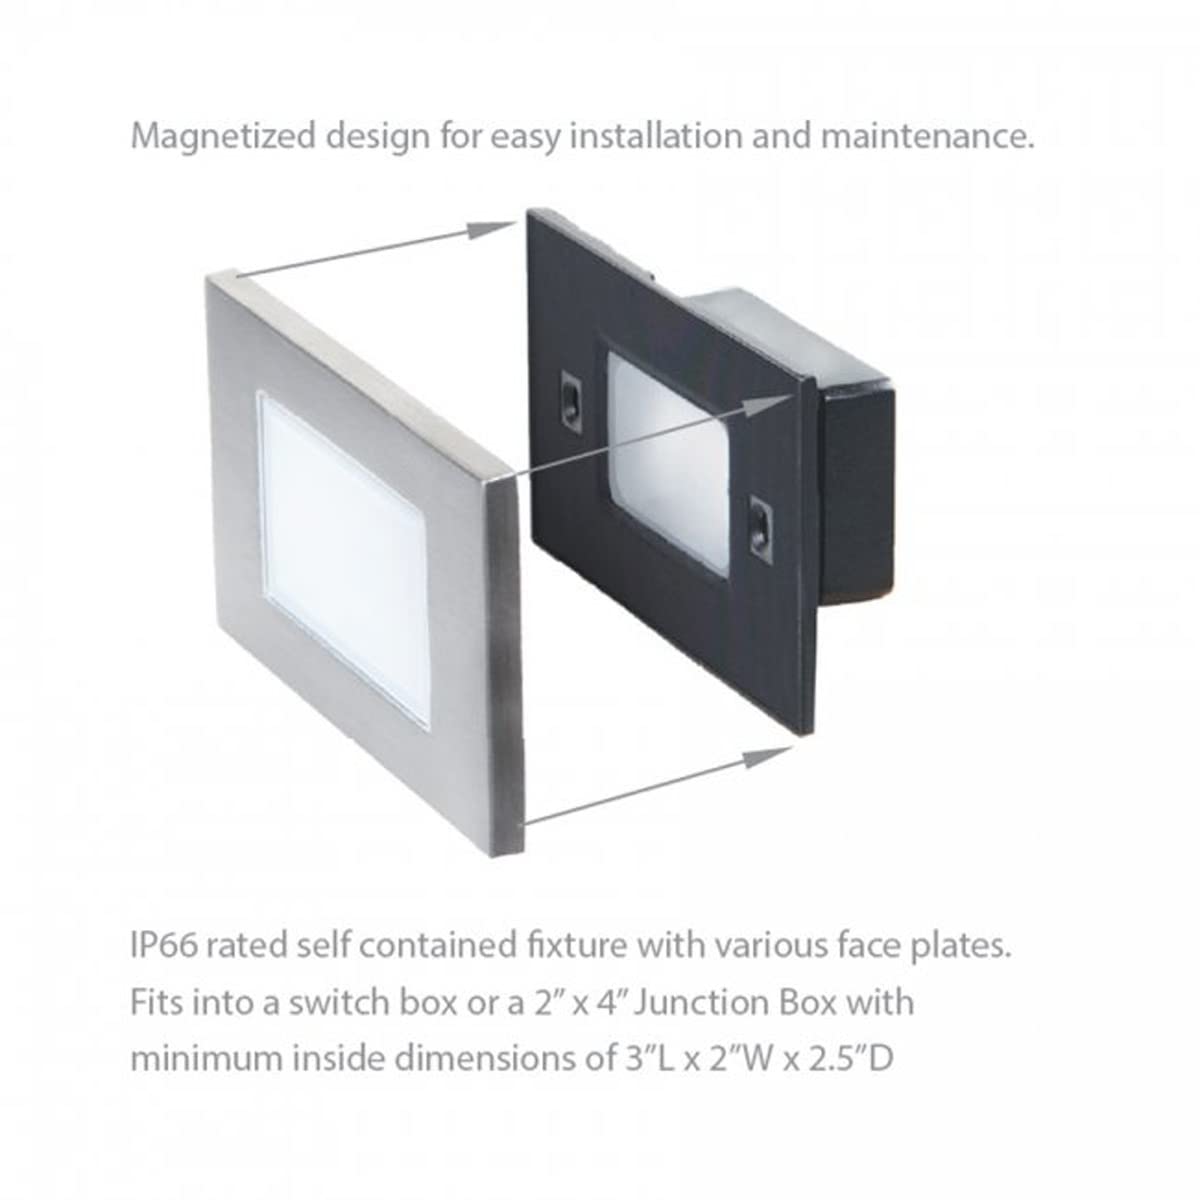 Magnetized design for easy installation and maintenance.
IP66 rated self contained fixture with various face plates.
Fits into a switch box or a 2” x 4” Junction Box with
minimum inside dimensions of 3”L x 2”W x 2.5”D